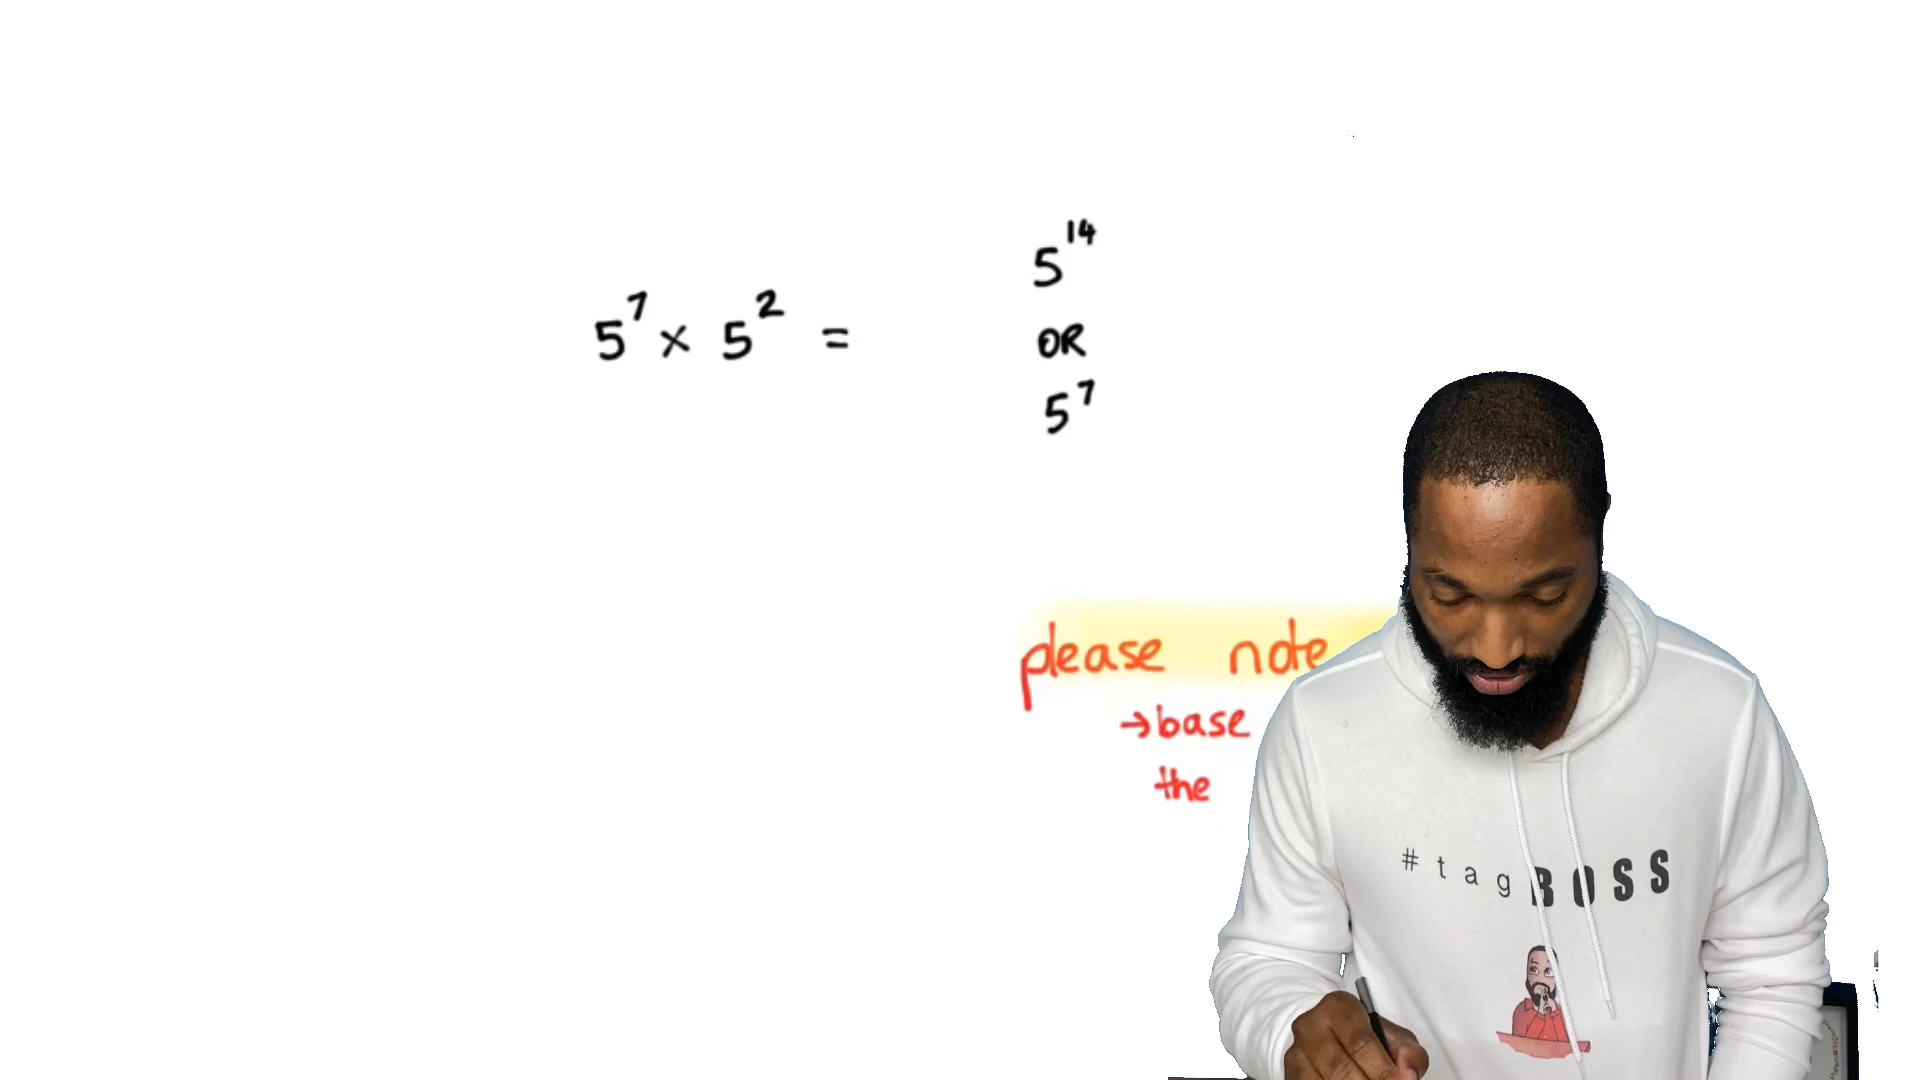 5¹⁴
5⁷ × 5² =
OR
5⁷
please note
→base
the
#tagBOSS